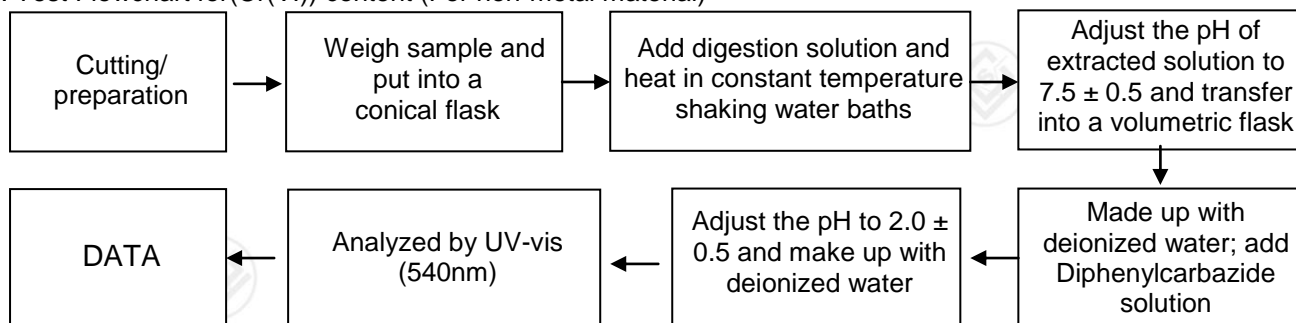 Test Flowchart for(Cr(VI)) content (For non-metal material)
Cutting/
preparation
Weigh sample and
put into a
conical flask
Add digestion solution and
heat in constant temperature
shaking water baths
Adjust the pH of
extracted solution to
7.5 ± 0.5 and transfer
into a volumetric flask
Made up with
deionized water; add
Diphenylcarbazide
solution
Adjust the pH to 2.0 ±
0.5 and make up with
deionized water
Analyzed by UV-vis
(540nm)
DATA